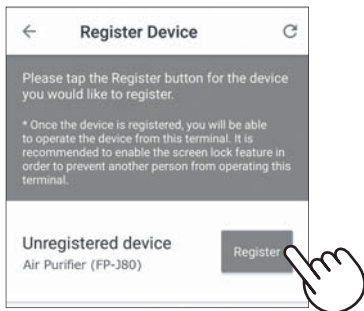 Register Device
Please tap the Register button for the device
you would like to register.
* Once the device is registered, you will be able
to operate the device from this terminal. It is
recommended to enable the screen lock feature in
order to prevent another person from operating this
terminal.
Unregistered device
Register
Air Purifier (FP-J80)